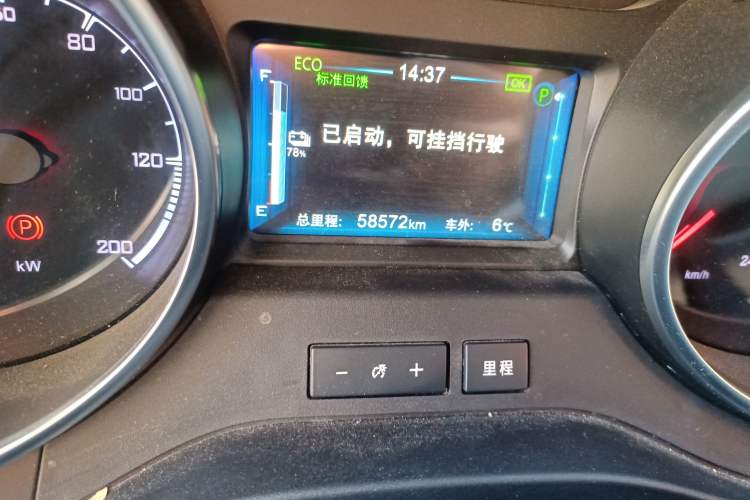 80
100
120
200
kW
P
ECO
标准回馈
14:37
OK
P
F
78%
E
已启动，可挂挡行驶
总里程: 58572km 车外: 6℃
- +
里程
km/h